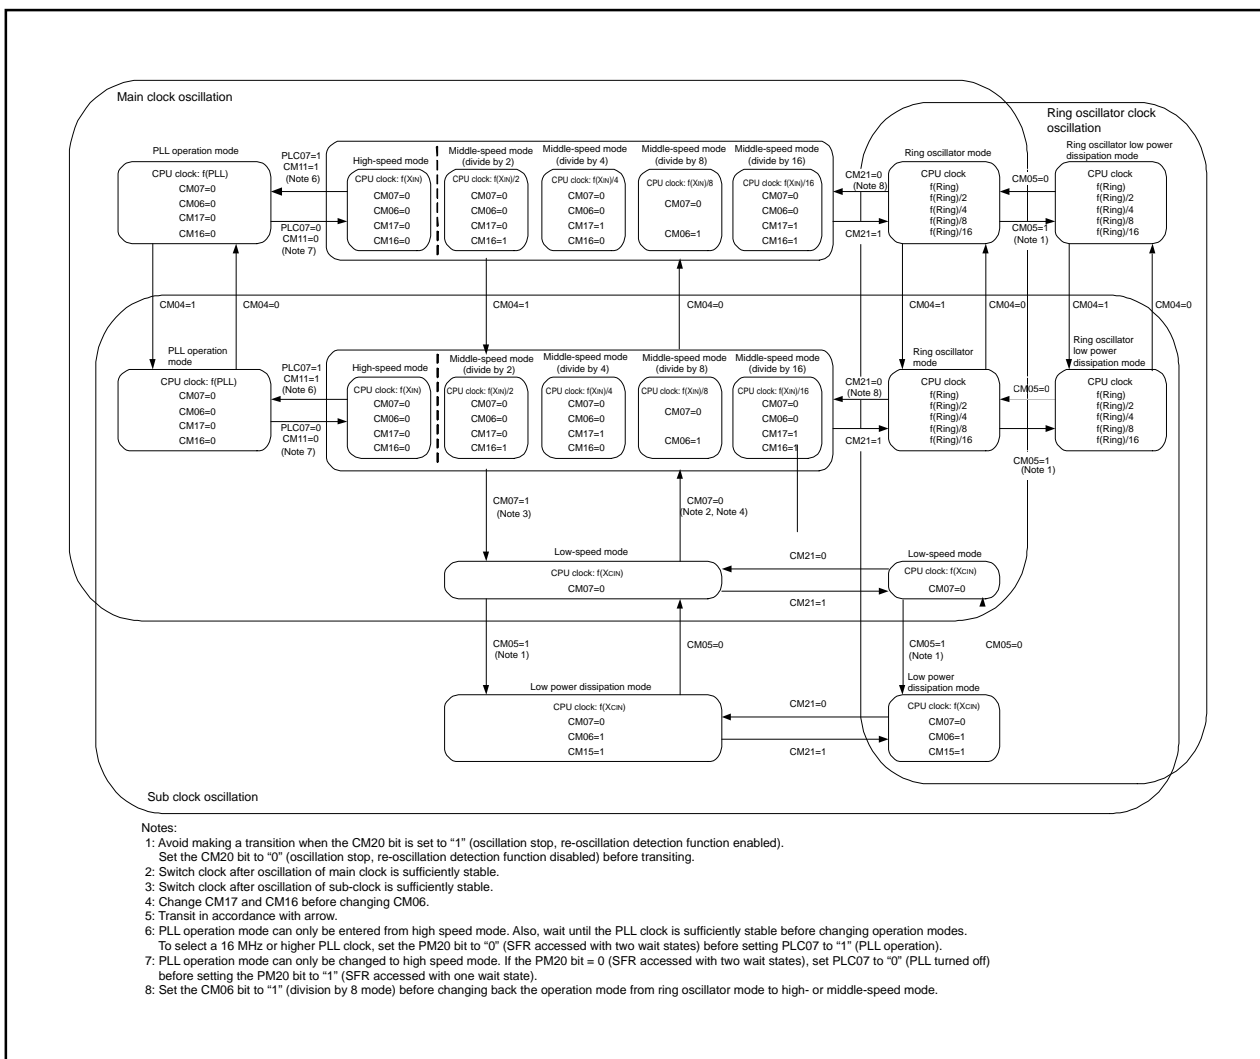 Main clock oscillation
Ring oscillator clock
oscillation
PLL operation mode
CPU clock: f(PLL)
CM07=0
CM06=0
CM17=0
CM16=0
PLC07=1
CM11=1
(Note 6)
PLC07=0
CM11=0
(Note 7)
High-speed mode
CPU clock: f(XIN)
CM07=0
CM06=0
CM17=0
CM16=0
Middle-speed mode
(divide by 2)
CPU clock: f(XIN)/2
CM07=0
CM06=0
CM17=0
CM16=1
Middle-speed mode
(divide by 4)
CPU clock: f(XIN)/4
CM07=0
CM06=0
CM17=1
CM16=0
Middle-speed mode
(divide by 8)
CPU clock: f(XIN)/8
CM07=0
CM06=1
Middle-speed mode
(divide by 16)
CPU clock: f(XIN)/16
CM07=0
CM06=0
CM17=1
CM16=1
CM21=0
(Note 8)
CM21=1
Ring oscillator mode
CPU clock
f(Ring)
f(Ring)/2
f(Ring)/4
f(Ring)/8
f(Ring)/16
CM05=0
CM05=1
(Note 1)
Ring oscillator low power
dissipation mode
CPU clock
f(Ring)
f(Ring)/2
f(Ring)/4
f(Ring)/8
f(Ring)/16
CM04=1
CM04=0
CM04=1
CM04=0
CM04=1
CM04=0
CM04=1
CM04=0
PLL operation
mode
CPU clock: f(PLL)
CM07=0
CM06=0
CM17=0
CM16=0
PLC07=1
CM11=1
(Note 6)
PLC07=0
CM11=0
(Note 7)
High-speed mode
CPU clock: f(XIN)
CM07=0
CM06=0
CM17=0
CM16=0
Middle-speed mode
(divide by 2)
CPU clock: f(XIN)/2
CM07=0
CM06=0
CM17=0
CM16=1
Middle-speed mode
(divide by 4)
CPU clock: f(XIN)/4
CM07=0
CM06=0
CM17=1
CM16=0
Middle-speed mode
(divide by 8)
CPU clock: f(XIN)/8
CM07=0
CM06=1
Middle-speed mode
(divide by 16)
CPU clock: f(XIN)/16
CM07=0
CM06=0
CM17=1
CM16=1
CM21=0
(Note 8)
CM21=1
Ring oscillator
mode
CPU clock
f(Ring)
f(Ring)/2
f(Ring)/4
f(Ring)/8
f(Ring)/16
CM05=0
CM05=1
(Note 1)
Ring oscillator
low power
dissipation mode
CPU clock
f(Ring)
f(Ring)/2
f(Ring)/4
f(Ring)/8
f(Ring)/16
CM07=1
(Note 3)
CM07=0
(Note 2, Note 4)
Low-speed mode
CPU clock: f(XCIN)
CM07=0
CM21=0
CM21=1
Low-speed mode
CPU clock: f(XCIN)
CM07=0
CM05=1
(Note 1)
CM05=0
CM05=1
(Note 1)
CM05=0
Low power dissipation mode
CPU clock: f(XCIN)
CM07=0
CM06=1
CM15=1
CM21=0
CM21=1
Low power
dissipation mode
CPU clock: f(XCIN)
CM07=0
CM06=1
CM15=1
Sub clock oscillation
Notes:
1: Avoid making a transition when the CM20 bit is set to “1” (oscillation stop, re-oscillation detection function enabled).
Set the CM20 bit to “0” (oscillation stop, re-oscillation detection function disabled) before transiting.
2: Switch clock after oscillation of main clock is sufficiently stable.
3: Switch clock after oscillation of sub-clock is sufficiently stable.
4: Change CM17 and CM16 before changing CM06.
5: Transit in accordance with arrow.
6: PLL operation mode can only be entered from high speed mode. Also, wait until the PLL clock is sufficiently stable before changing operation modes.
To select a 16 MHz or higher PLL clock, set the PM20 bit to “0” (SFR accessed with two wait states) before setting PLC07 to “1” (PLL operation).
7: PLL operation mode can only be changed to high speed mode. If the PM20 bit = 0 (SFR accessed with two wait states), set PLC07 to “0” (PLL turned off)
before setting the PM20 bit to “1” (SFR accessed with one wait state).
8: Set the CM06 bit to “1” (division by 8 mode) before changing back the operation mode from ring oscillator mode to high- or middle-speed mode.